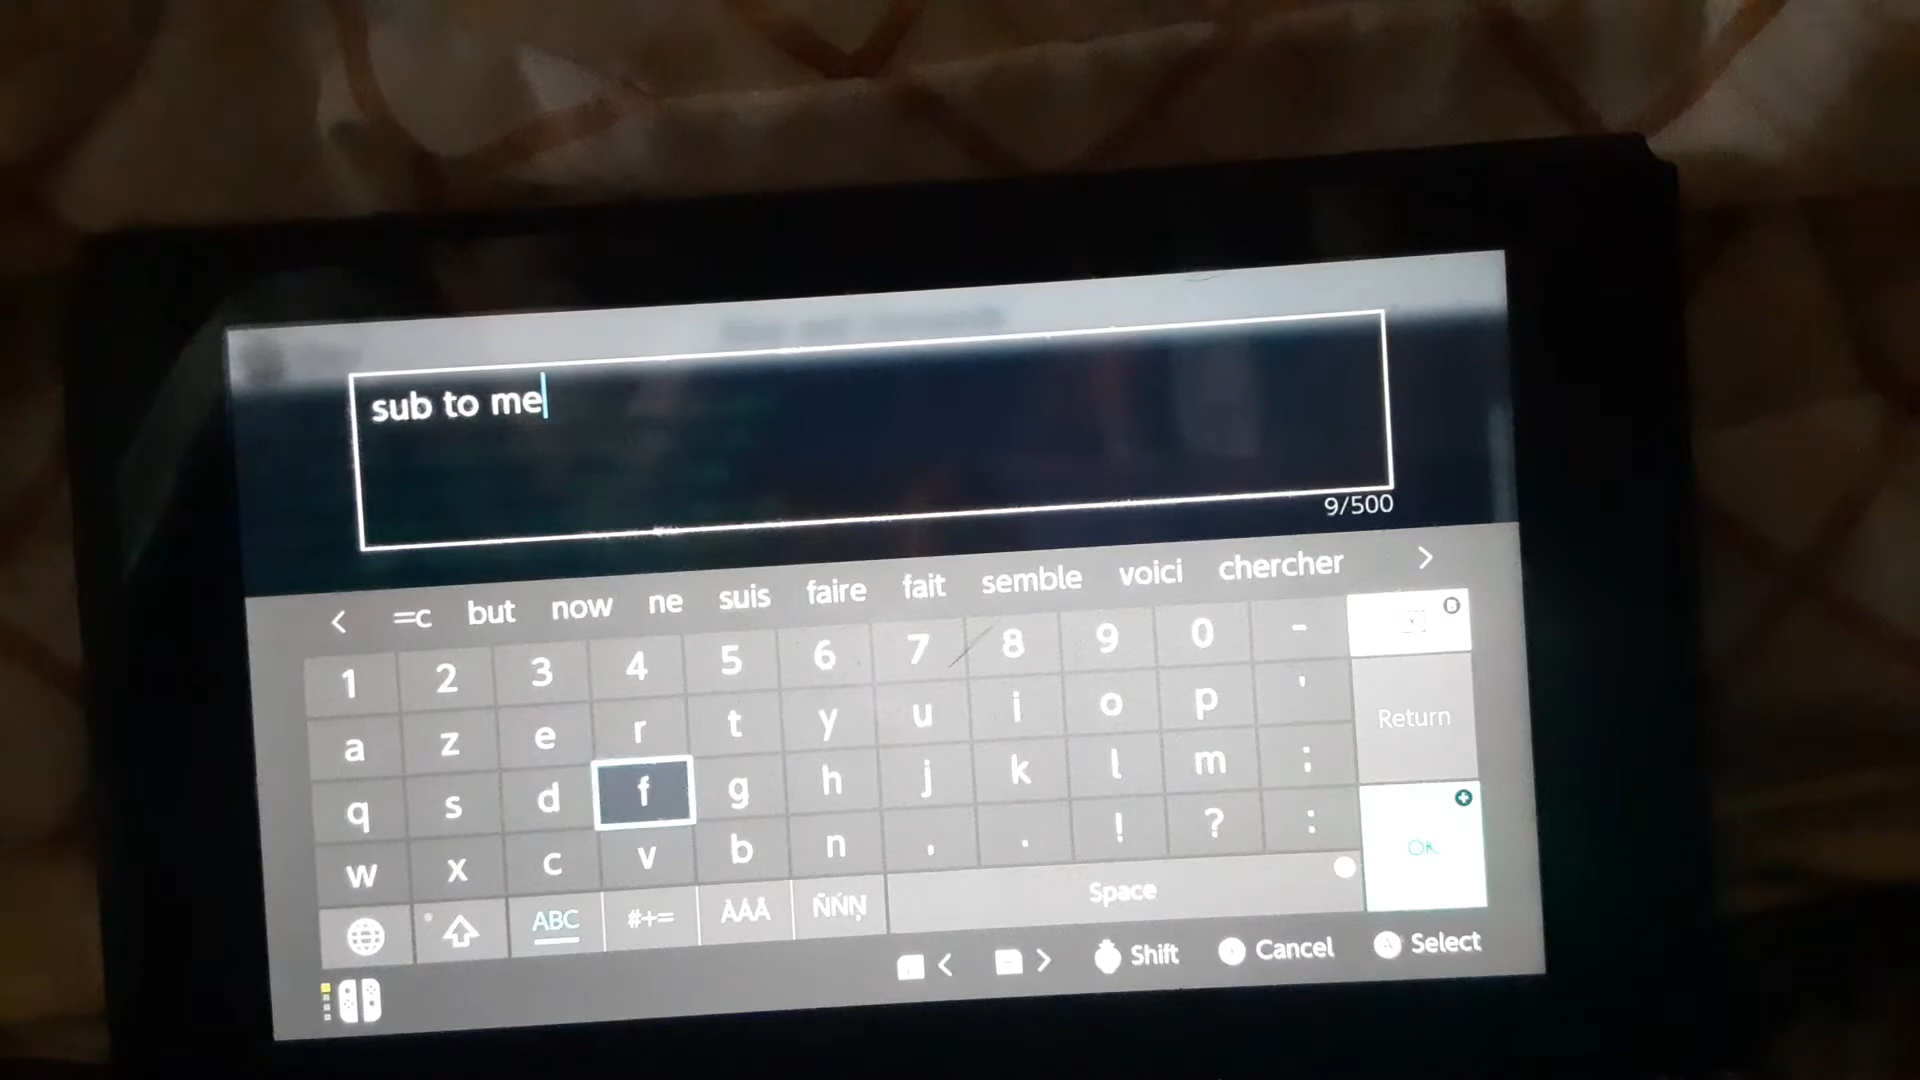 sub to me
9/500
< =c but now ne suis faire fait semble voici chercher >
1 2 3 4 5 6 7 8 9 0 -
a z e r t y u i o p '
Return
q s d f g h j k l m ;
w x c v b n , . ! ? :
OK
ABC #+= ÀÁÂ ÑŃŅ Space
< > Shift Cancel A Select